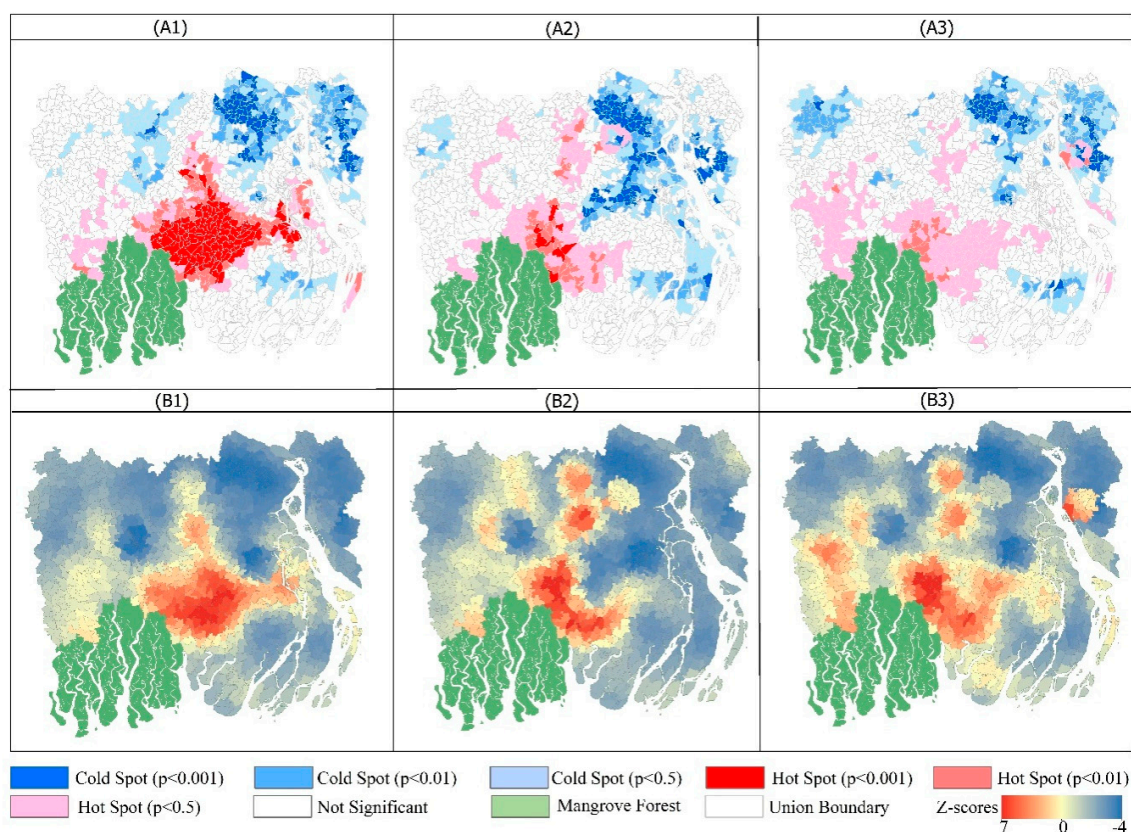 (A1) (A2) (A3)
(B1) (B2) (B3)
Cold Spot (p<0.001) Cold Spot (p<0.01) Cold Spot (p<0.5) Hot Spot (p<0.001) Hot Spot (p<0.01)
Hot Spot (p<0.5) Not Significant Mangrove Forest Union Boundary Z-scores
7 0 -4